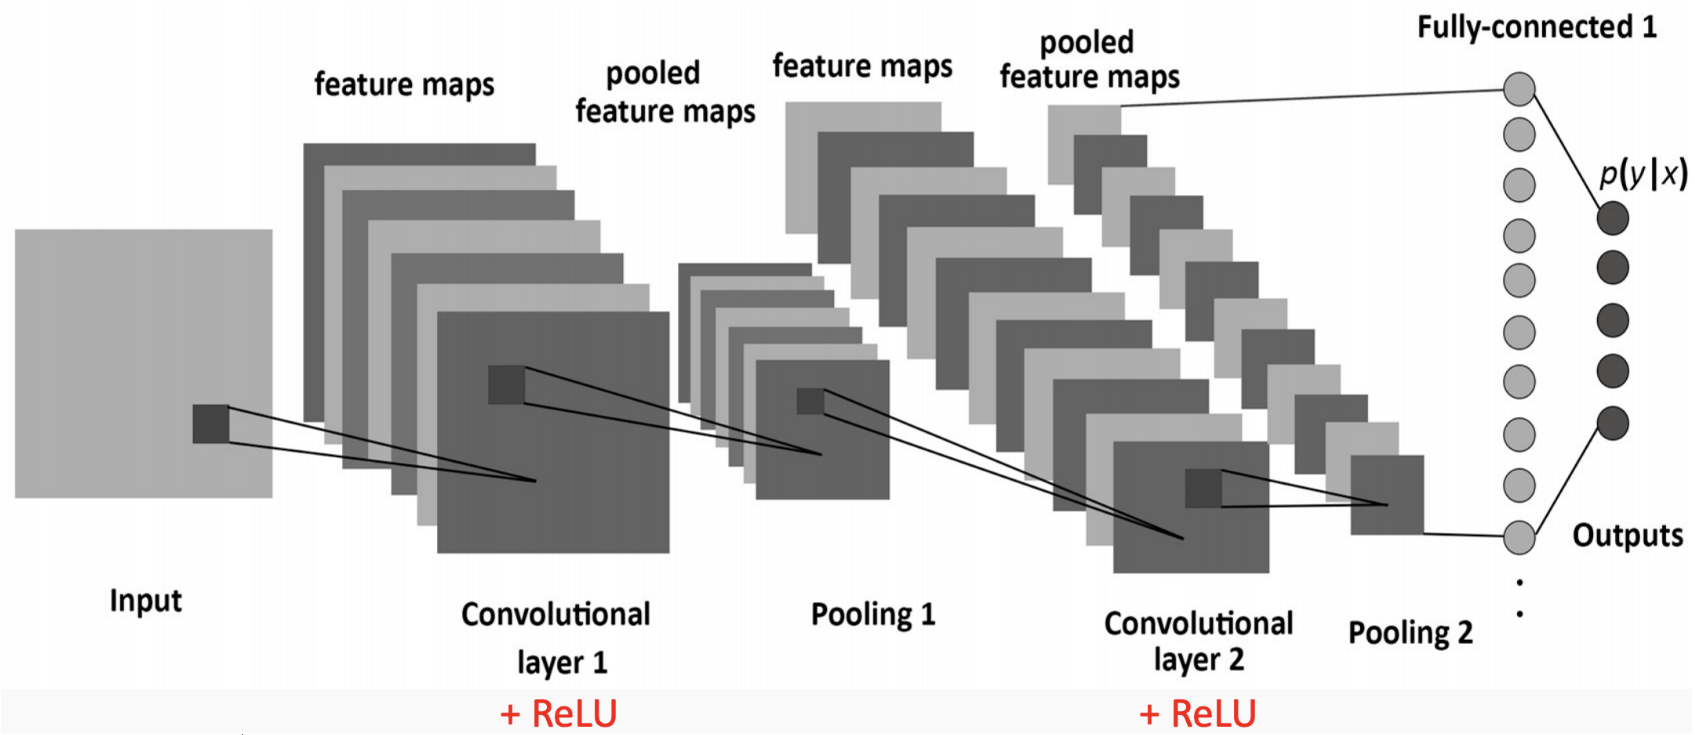 Fully-connected 1
feature maps
pooled
feature maps
feature maps
pooled
feature maps
p(y|x)
Outputs
Input
Convolutional
layer 1
Pooling 1
Convolutional
layer 2
Pooling 2
+ ReLU
+ ReLU